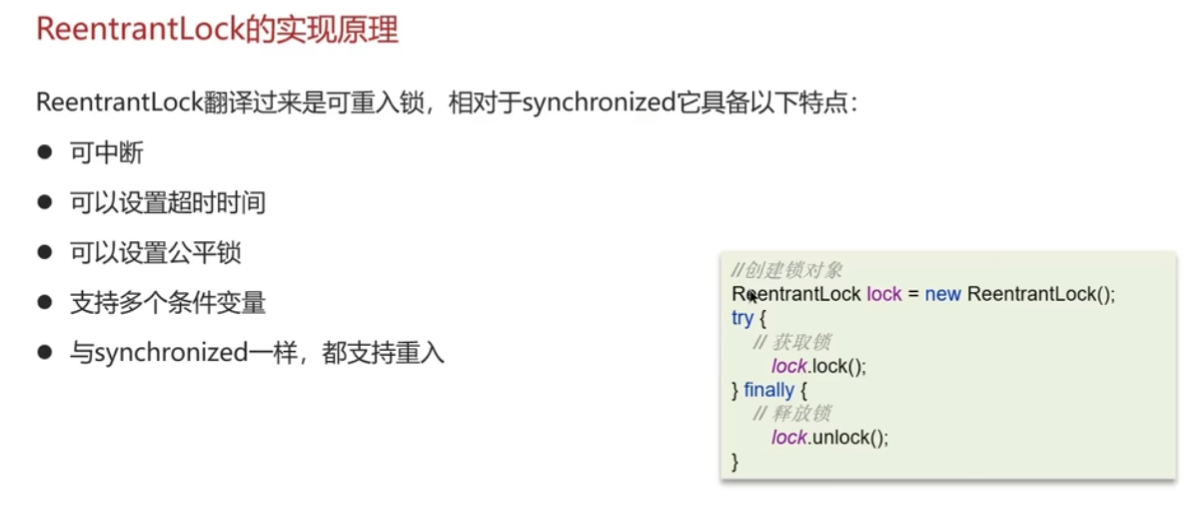 ReentrantLock的实现原理
ReentrantLock翻译过来是可重入锁，相对于synchronized它具备以下特点：
● 可中断
● 可以设置超时时间
● 可以设置公平锁
● 支持多个条件变量
● 与synchronized一样，都支持重入
//创建锁对象
ReentrantLock lock = new ReentrantLock();
try {
// 获取锁
lock.lock();
} finally {
// 释放锁
lock.unlock();
}